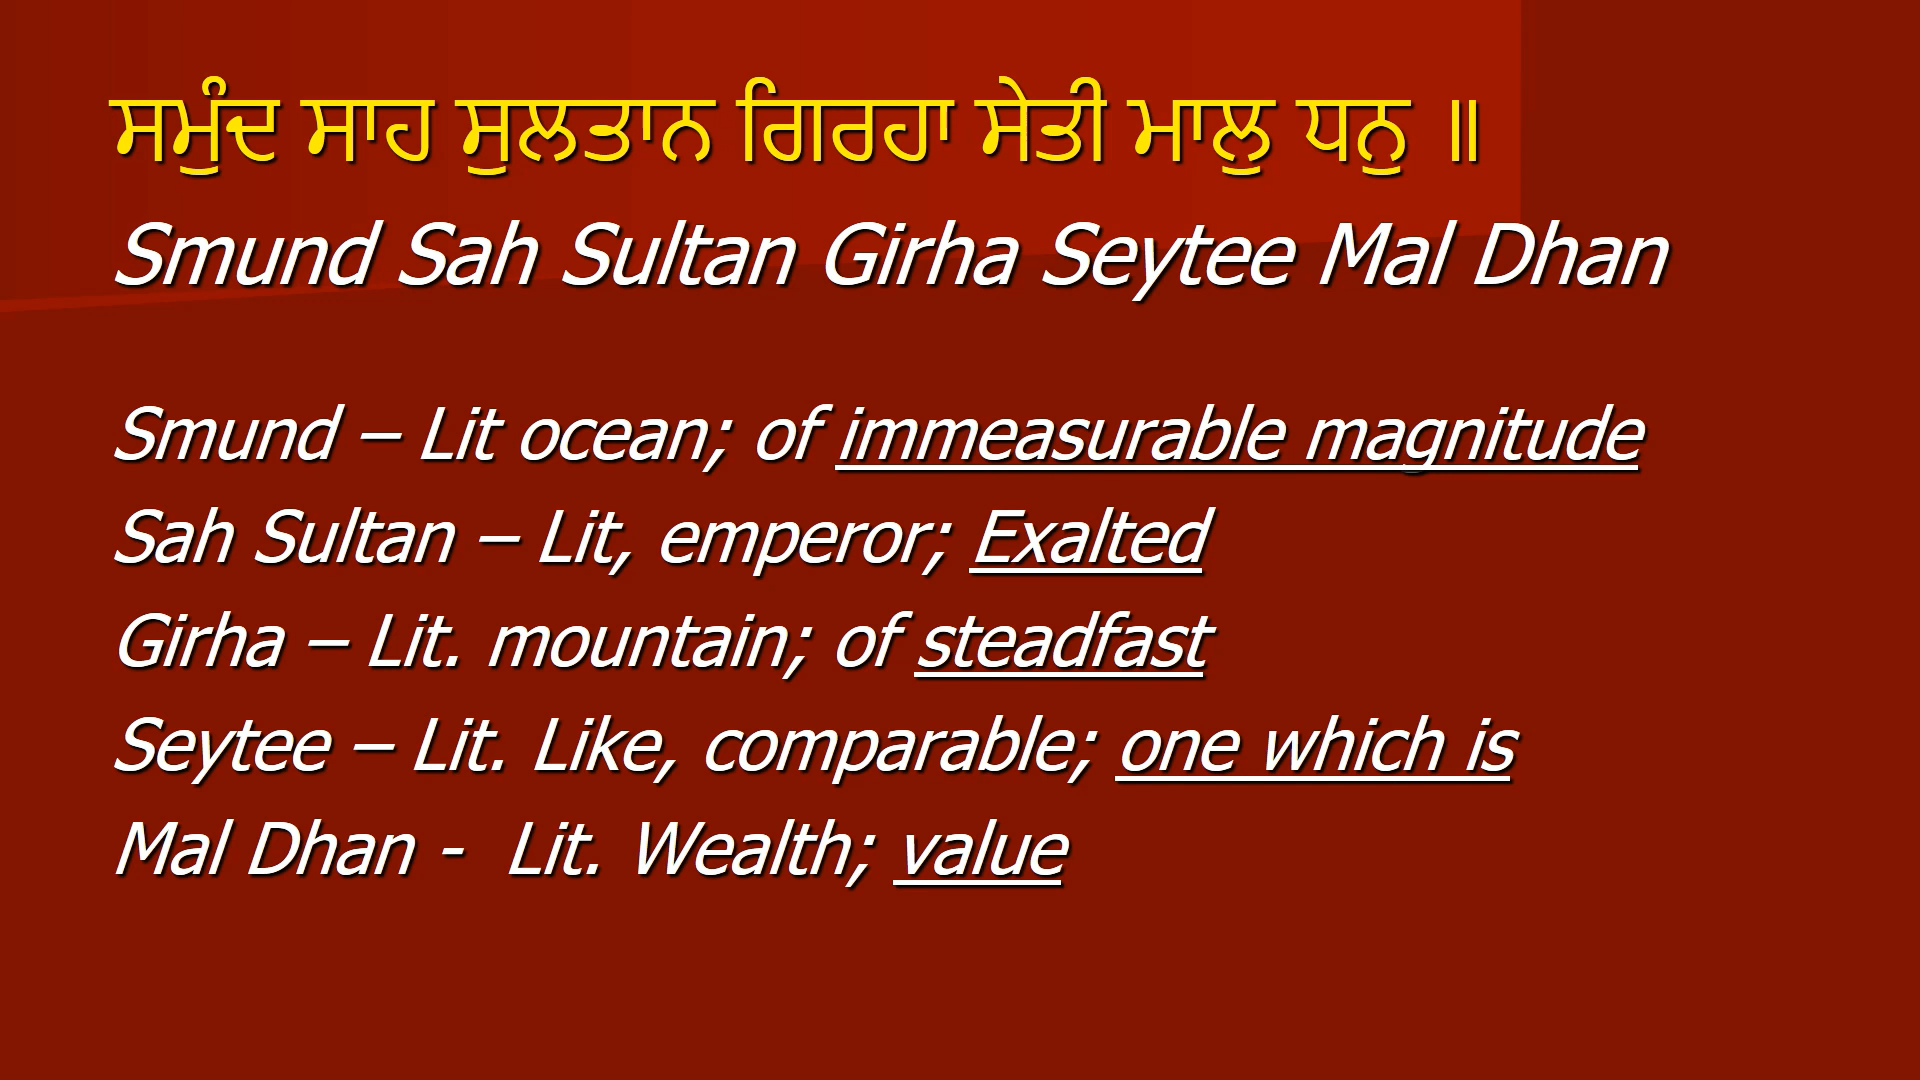 ਸਮੁੰਦ ਸਾਹ ਸੁਲਤਾਨ ਗਿਰਹਾ ਸੇਤੀ ਮਾਲੁ ਧਨੁ ॥
Smund Sah Sultan Girha Seytee Mal Dhan
Smund – Lit ocean; of immeasurable magnitude
Sah Sultan – Lit, emperor; Exalted
Girha – Lit. mountain; of steadfast
Seytee – Lit. Like, comparable; one which is
Mal Dhan -  Lit. Wealth; value